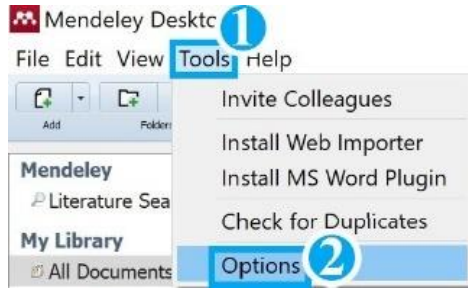 Mendeley Desktc
1
File Edit View Tools Help
Invite Colleagues
Add Folder
Install Web Importer
Mendeley
Install MS Word Plugin
Literature Sea
Check for Duplicates
My Library
Options 2
All Documents